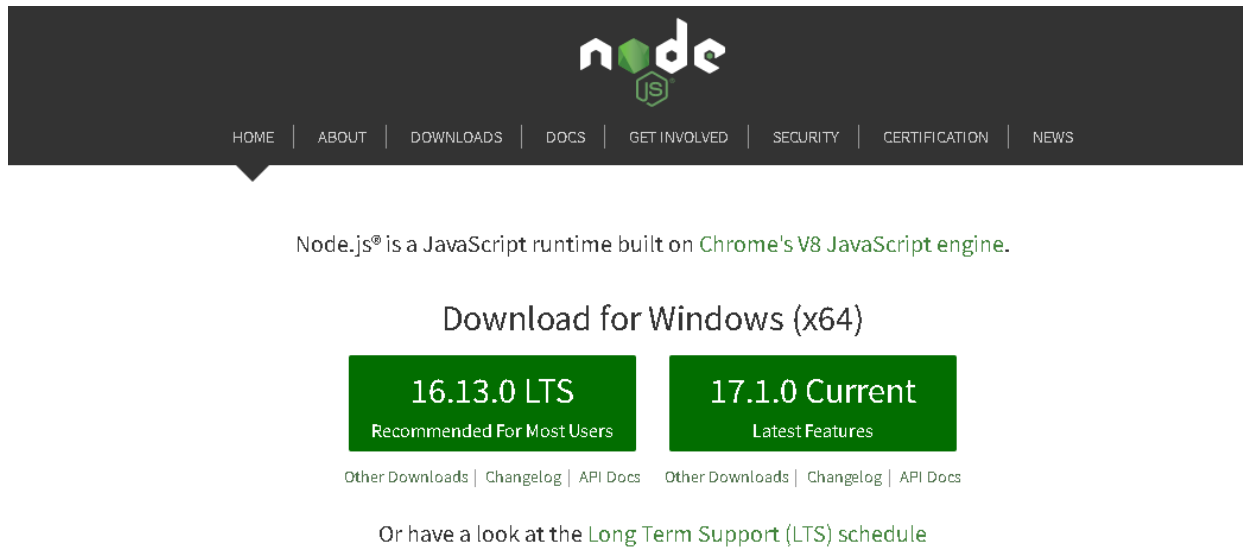 node
JS
HOME | ABOUT | DOWNLOADS | DOCS | GET INVOLVED | SECURITY | CERTIFICATION | NEWS
Node.js® is a JavaScript runtime built on Chrome's V8 JavaScript engine.
Download for Windows (x64)
16.13.0 LTS 17.1.0 Current
Recommended For Most Users Latest Features
Other Downloads | Changelog | API Docs Other Downloads | Changelog | API Docs
Or have a look at the Long Term Support (LTS) schedule